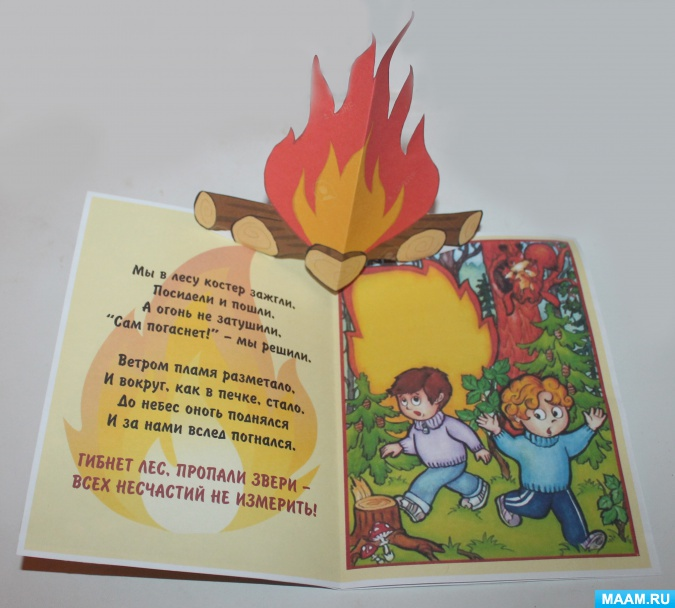 Мы в лесу костер зажгли.
Посидели и пошли.
А огонь не затушили.
"Сам погаснет!" – мы решили.
Ветром пламя разметало.
И вокруг, как в печке, стало.
До небес оноть поднялся
И за нами вслед погнался.
ГИБНЕТ ЛЕС, ПРОПАЛИ ЗВЕРИ –
ВСЕХ НЕСЧАСТИЙ НЕ ИЗМЕРИТЬ!
MAAM.RU